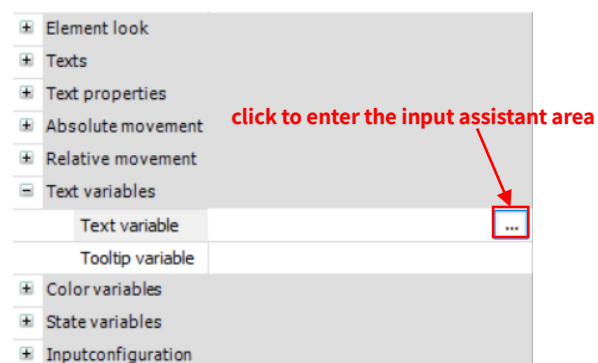 Element look
Texts
Text properties
click to enter the input assistant area
Absolute movement
Relative movement
Text variables
Text variable
...
Tooltip variable
Color variables
State variables
Inputconfiguration